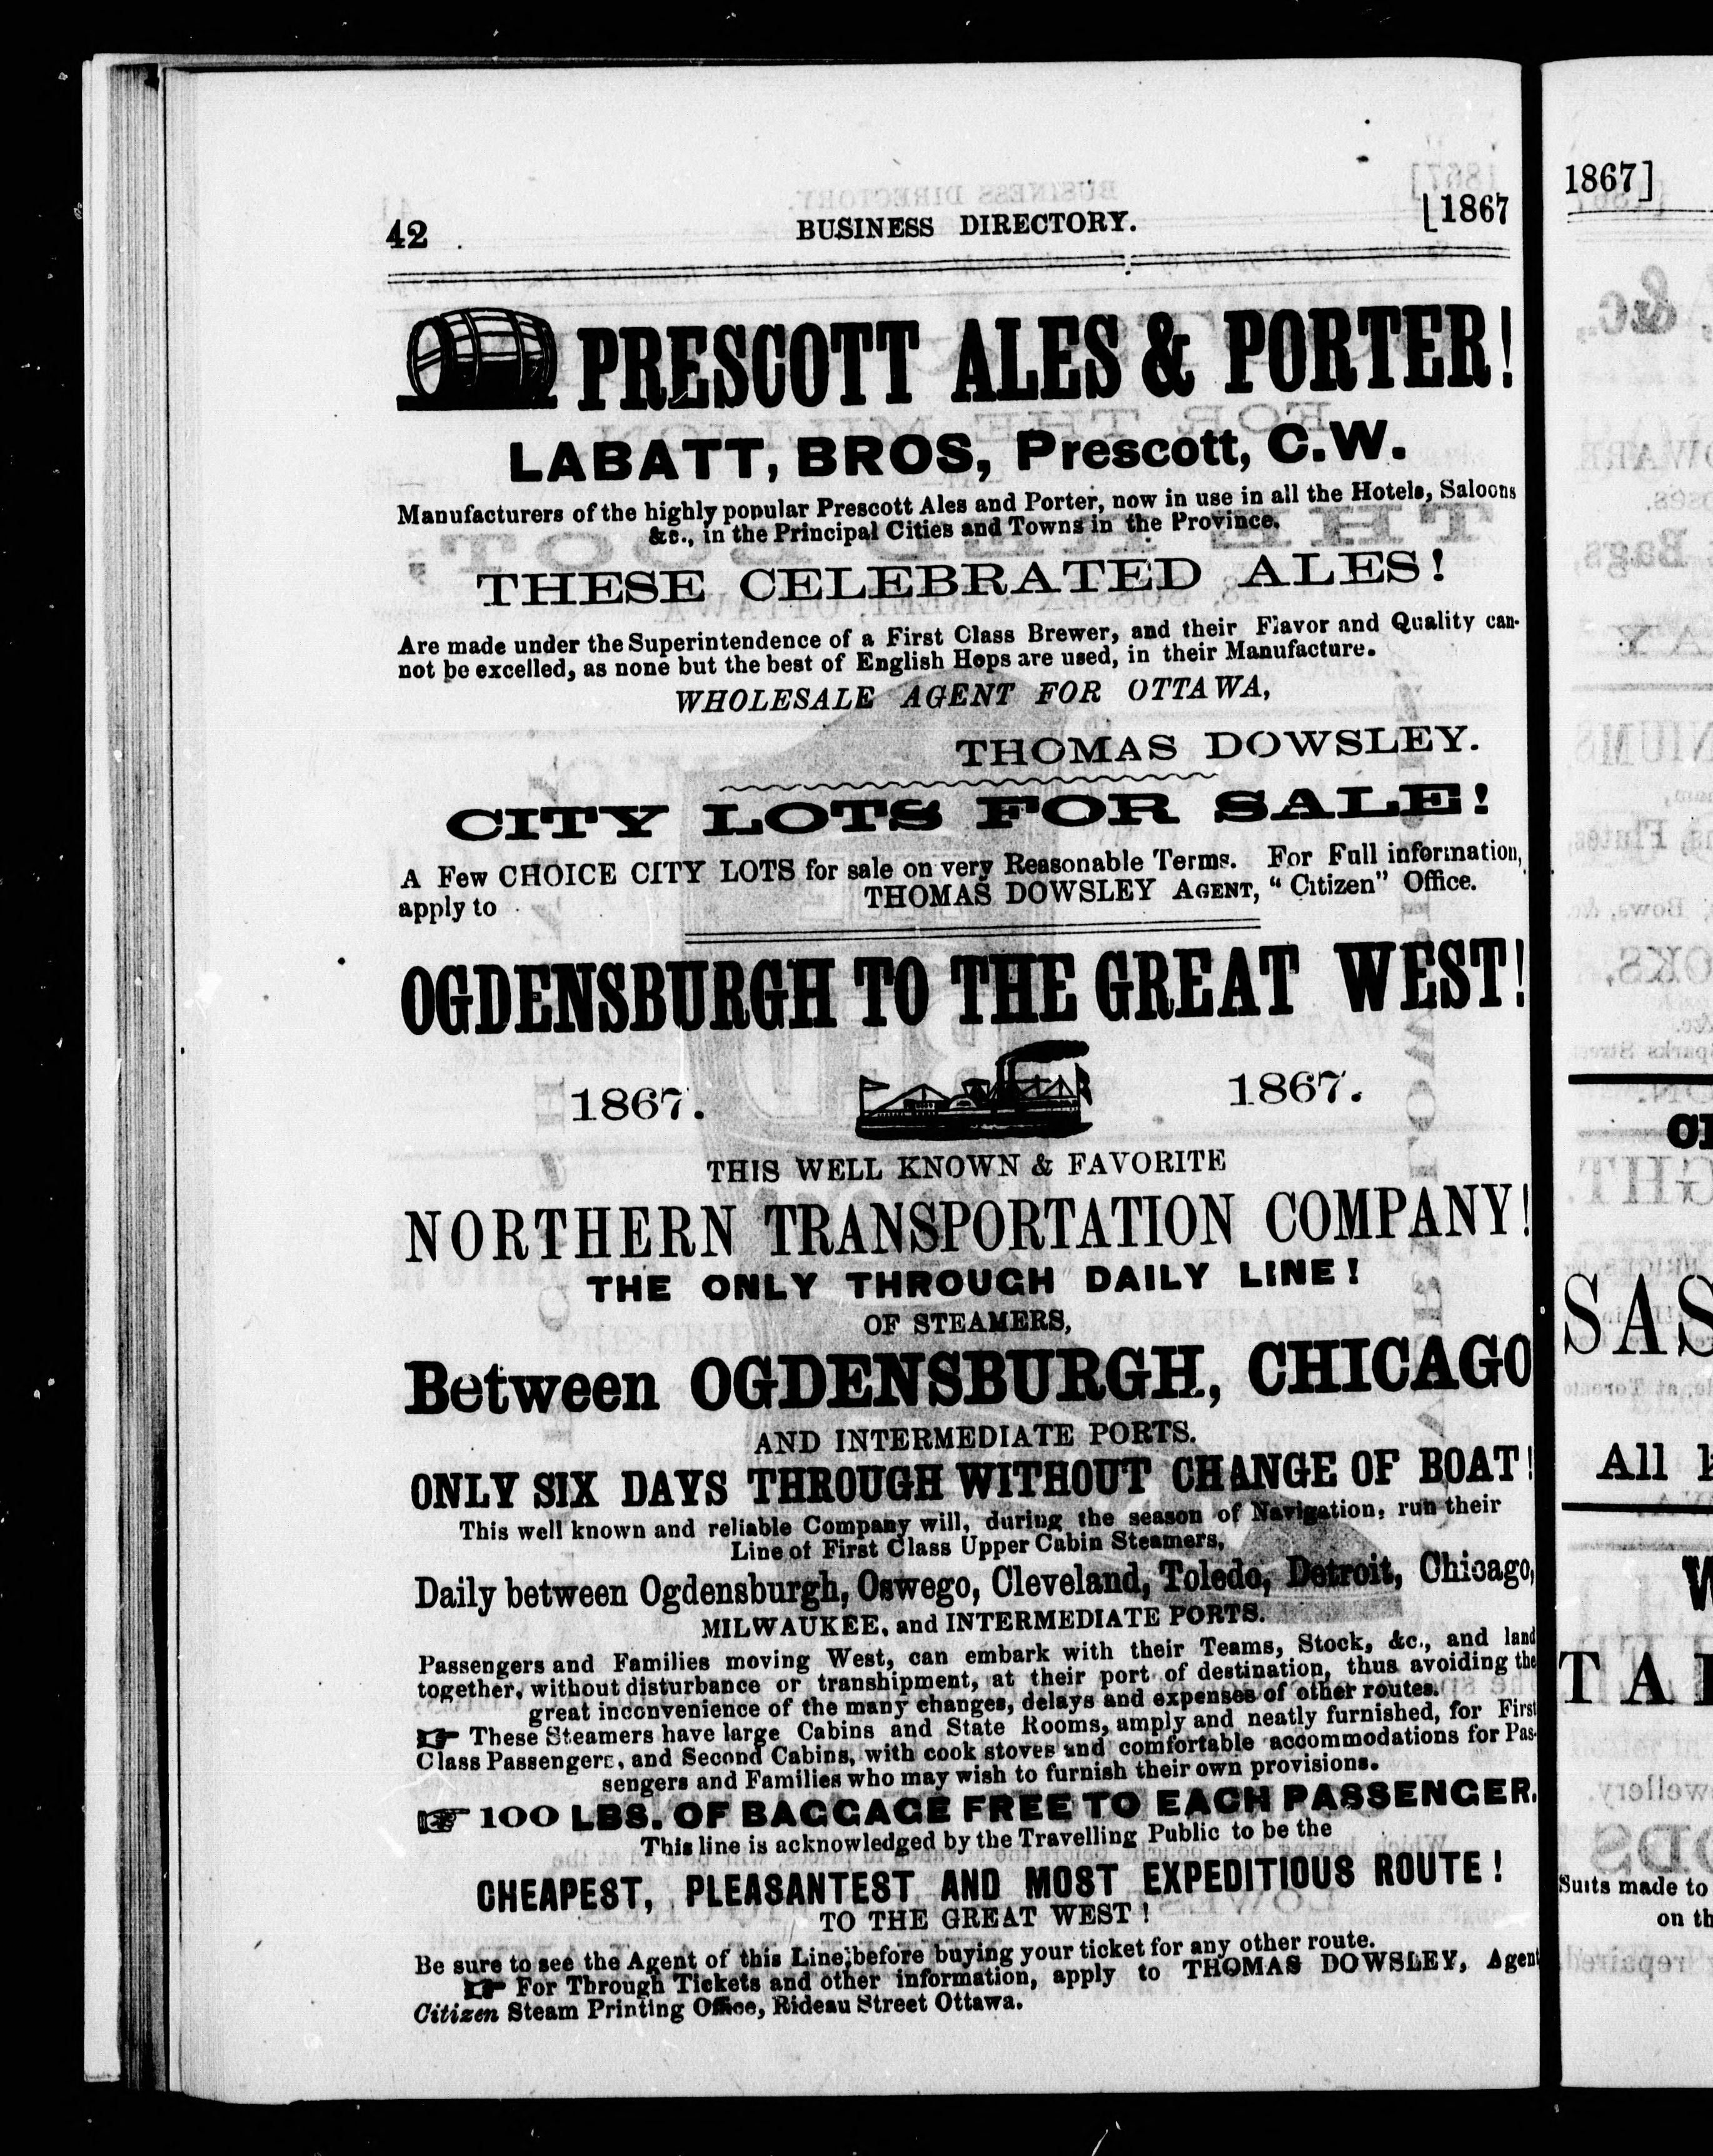 42 BUSINESS DIRECTORY. [1867
PRESCOTT ALES & PORTER!
LABATT, BROS, Prescott, C.W.
Manufacturers of the highly popular Prescott Ales and Porter, now in use in all the Hotels, Saloons
&c., in the Principal Cities and Towns in the Province.
THESE CELEBRATED ALES!
Are made under the Superintendence of a First Class Brewer, and their Flavor and Quality can-
not be excelled, as none but the best of English Hops are used, in their Manufacture.
WHOLESALE AGENT FOR OTTAWA,
THOMAS DOWSLEY.
CITY LOTS FOR SALE!
A Few CHOICE CITY LOTS for sale on very Reasonable Terms. For Full information,
apply to THOMAS DOWSLEY AGENT, "Citizen" Office.
OGDENSBURGH TO THE GREAT WEST!
1867. 1867.
THIS WELL KNOWN & FAVORITE
NORTHERN TRANSPORTATION COMPANY!
THE ONLY THROUGH DAILY LINE!
OF STEAMERS,
Between OGDENSBURGH, CHICAGO
AND INTERMEDIATE PORTS.
ONLY SIX DAYS THROUGH WITHOUT CHANGE OF BOAT!
This well known and reliable Company will, during the season of Navigation, run their
Line of First Class Upper Cabin Steamers,
Daily between Ogdensburgh, Oswego, Cleveland, Toledo, Detroit, Chicago,
MILWAUKEE, and INTERMEDIATE PORTS.
Passengers and Families moving West, can embark with their Teams, Stock, &c., and land
together, without disturbance or transhipment, at their port of destination, thus avoiding the
great inconvenience of the many changes, delays and expenses of other routes.
☞ These Steamers have large Cabins and State Rooms, amply and neatly furnished, for First
Class Passengers, and Second Cabins, with cook stoves and comfortable accommodations for Pas-
sengers and Families who may wish to furnish their own provisions.
☞ 100 LBS. OF BAGGAGE FREE TO EACH PASSENGER.
This line is acknowledged by the Travelling Public to be the
CHEAPEST, PLEASANTEST AND MOST EXPEDITIOUS ROUTE!
TO THE GREAT WEST!
Be sure to see the Agent of this Line before buying your ticket for any other route.
☞ For Through Tickets and other information, apply to THOMAS DOWSLEY, Agent
Citizen Steam Printing Office, Rideau Street Ottawa.
1867]
SAS
All
TA
Suits made to
on th